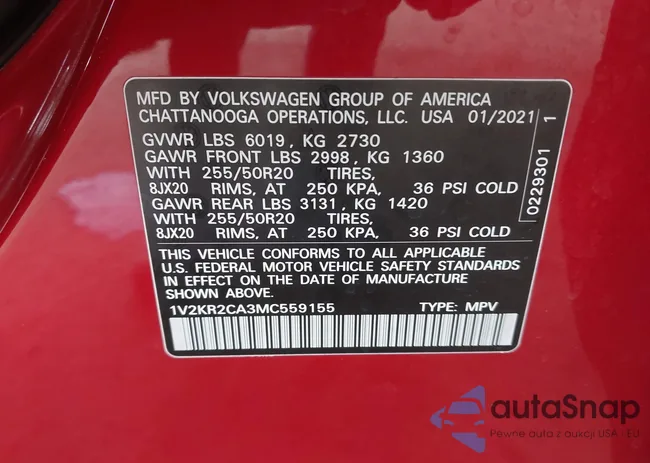 MFD BY VOLKSWAGEN GROUP OF AMERICA
CHATTANOOGA OPERATIONS, LLC. USA 01/2021
GVWR LBS 6019, KG 2730
GAWR FRONT LBS 2998, KG 1360
WITH 255/50R20 TIRES,
8JX20 RIMS, AT 250 KPA, 36 PSI COLD
GAWR REAR LBS 3131, KG 1420
WITH 255/50R20 TIRES,
8JX20 RIMS, AT 250 KPA, 36 PSI COLD
THIS VEHICLE CONFORMS TO ALL APPLICABLE
U.S. FEDERAL MOTOR VEHICLE SAFETY STANDARDS
IN EFFECT ON THE DATE OF MANUFACTURE
SHOWN ABOVE.
1V2KR2CA3MC559155 TYPE: MPV
0229301 1
autaSnap
Pewne auta z aukcji USA - EU